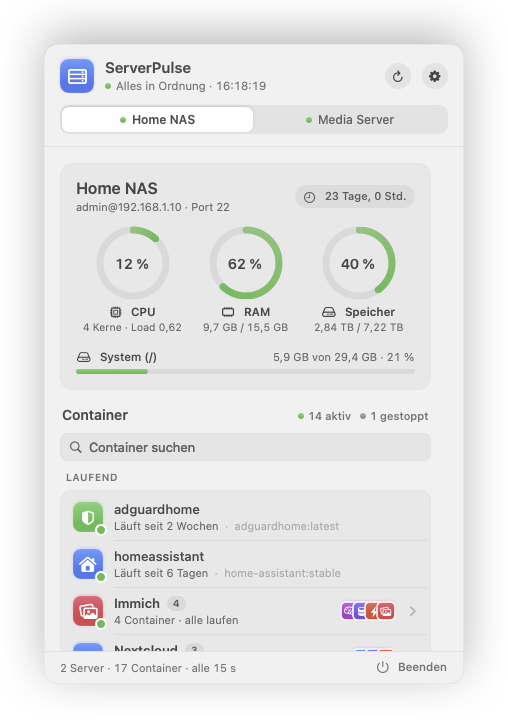 ServerPulse
Alles in Ordnung · 16:18:19
Home NAS
Media Server
Home NAS
admin@192.168.1.10 · Port 22
23 Tage, 0 Std.
12 %
62 %
40 %
CPU
RAM
Speicher
4 Kerne · Load 0,62
9,7 GB / 15,5 GB
2,84 TB / 7,22 TB
System (/)
5,9 GB von 29,4 GB · 21 %
Container
14 aktiv
1 gestoppt
Container suchen
LAUFEND
adguardhome
Läuft seit 2 Wochen · adguardhome:latest
homeassistant
Läuft seit 6 Tagen · home-assistant:stable
Immich 4
4 Container · alle laufen
Nextcloud 3
2 Server · 17 Container · alle 15 s
Beenden